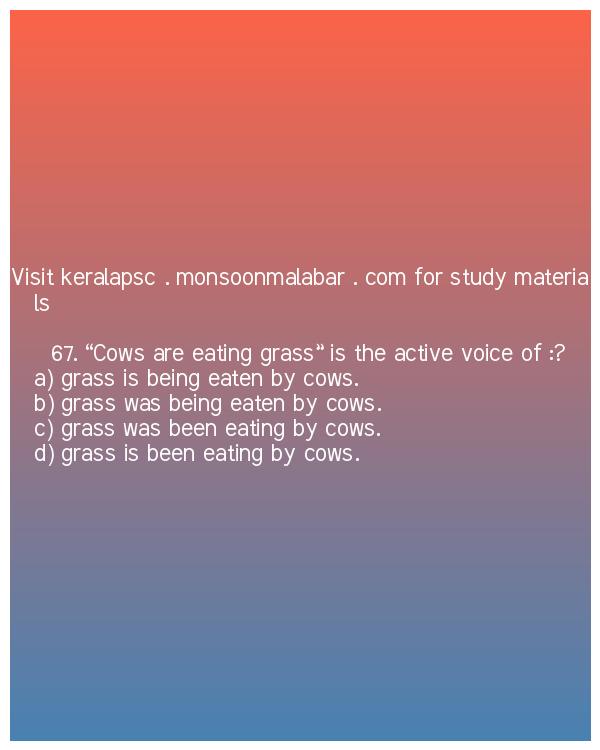 Visit keralapsc . monsoonmalabar . com for study materia
ls
67. “Cows are eating grass” is the active voice of :?
a) grass is being eaten by cows.
b) grass was being eaten by cows.
c) grass was been eating by cows.
d) grass is been eating by cows.